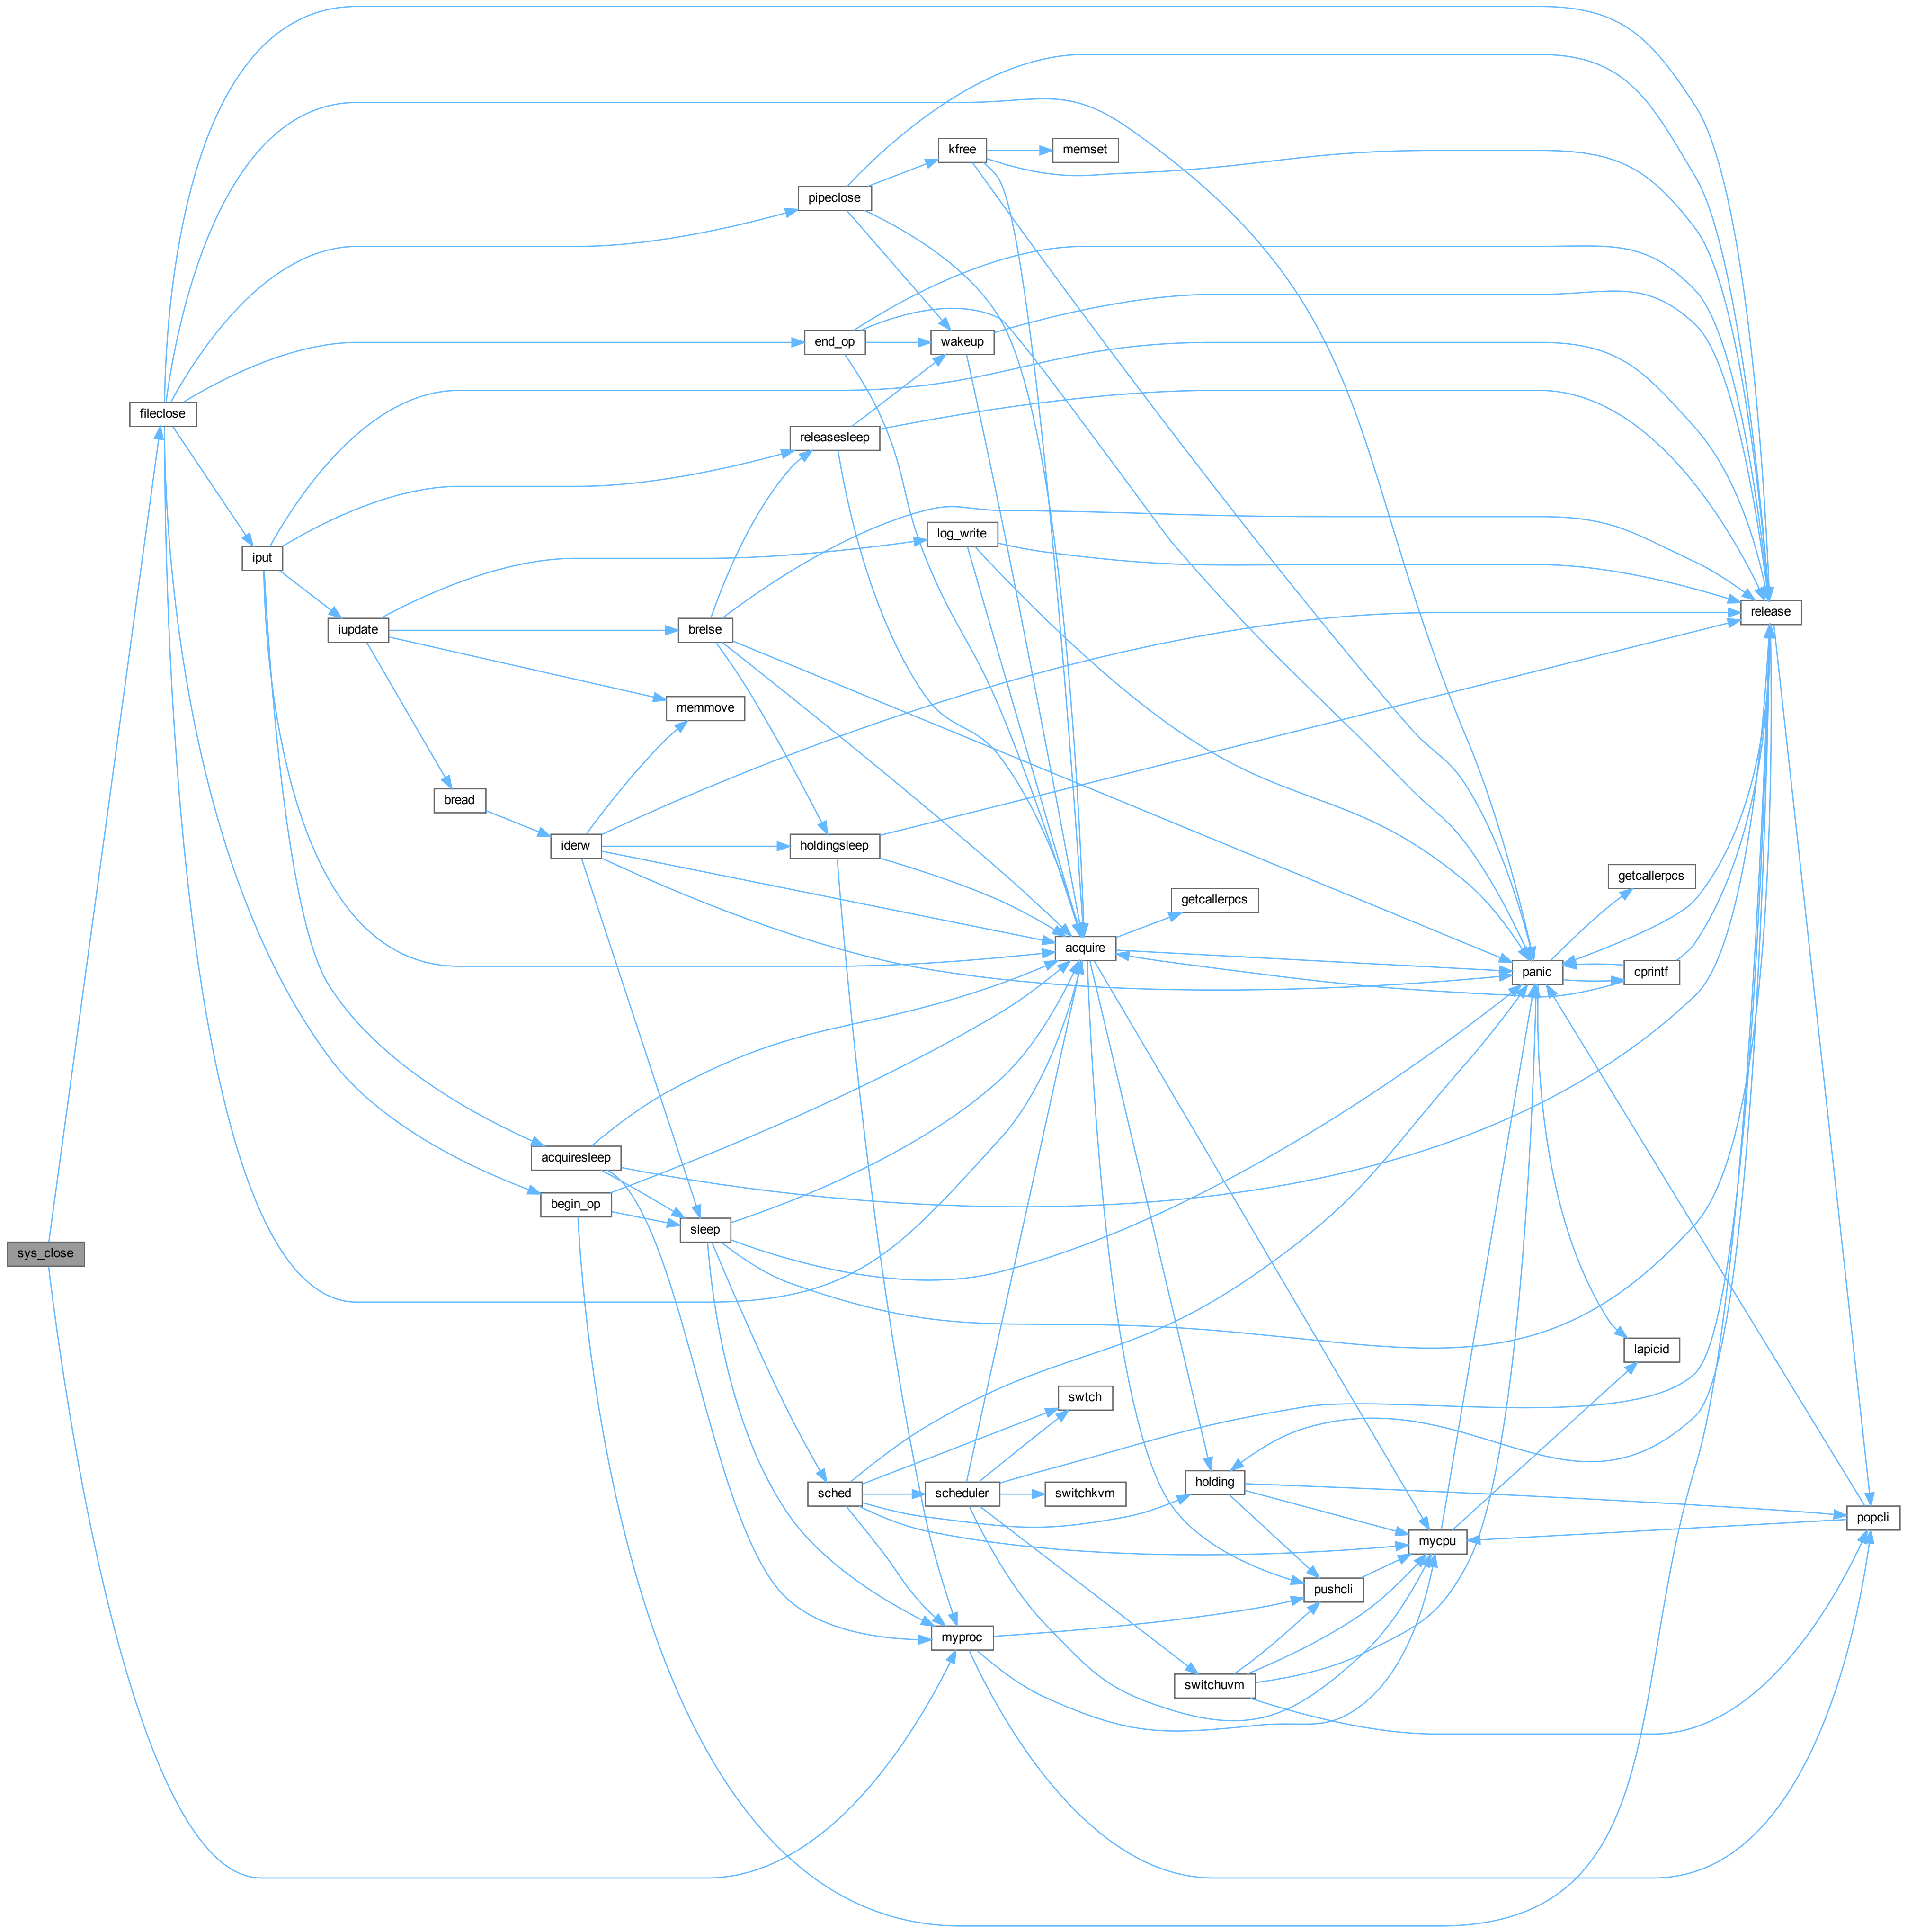 kfree
memset
pipeclose
end_op
wakeup
fileclose
releasesleep
log_write
iput
release
iupdate
brelse
memmove
bread
iderw
holdingsleep
getcallerpcs
getcallerpcs
acquire
panic
cprintf
acquiresleep
begin_op
sleep
sys_close
lapicid
swtch
holding
sched
scheduler
switchkvm
popcli
mycpu
pushcli
myproc
switchuvm